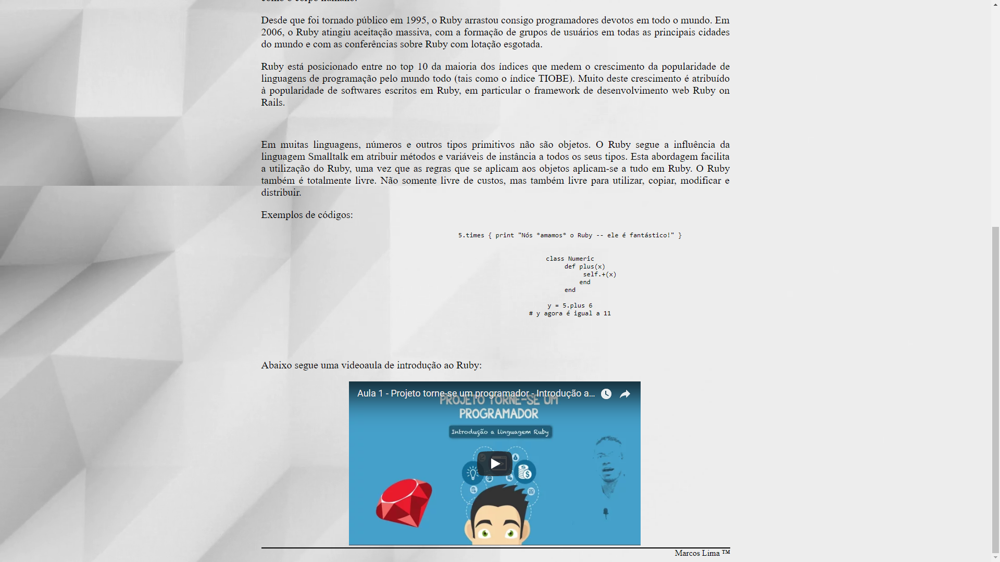 como o corpo humano.
Desde que foi tornado público em 1995, o Ruby arrastou consigo programadores devotos em todo o mundo. Em
2006, o Ruby atingiu aceitação massiva, com a formação de grupos de usuários em todas as principais cidades
do mundo e com as conferências sobre Ruby com lotação esgotada.
Ruby está posicionado entre no top 10 da maioria dos índices que medem o crescimento da popularidade de
linguagens de programação pelo mundo todo (tais como o índice TIOBE). Muito deste crescimento é atribuído
à popularidade de softwares escritos em Ruby, em particular o framework de desenvolvimento web Ruby on
Rails.
Em muitas linguagens, números e outros tipos primitivos não são objetos. O Ruby segue a influência da
linguagem Smalltalk em atribuir métodos e variáveis de instância a todos os seus tipos. Esta abordagem facilita
a utilização do Ruby, uma vez que as regras que se aplicam aos objetos aplicam-se a tudo em Ruby. O Ruby
também é totalmente livre. Não somente livre de custos, mas também livre para utilizar, copiar, modificar e
distribuir.
Exemplos de códigos:
5.times { print "Nós *amamos* o Ruby -- ele é fantástico!" }
class Numeric
def plus(x)
self.+(x)
end
end
y = 5.plus 6
# y agora é igual a 11
Abaixo segue uma videoaula de introdução ao Ruby:
Aula 1 - Projeto torne-se um programador - Introdução a...
PROJETO TORNE-SE UM
PROGRAMADOR
Introdução a linguagem Ruby
Marcos Lima ™